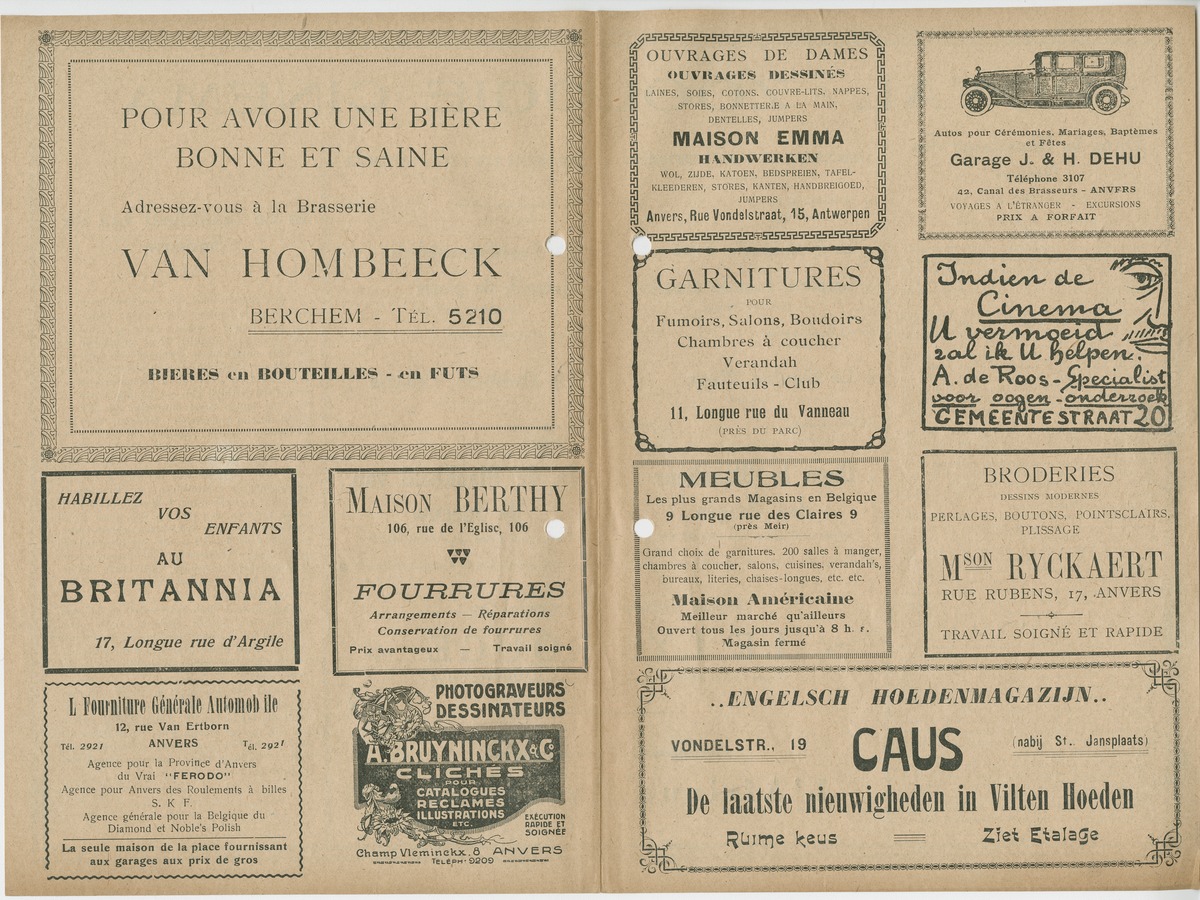 POUR AVOIR UNE BIÈRE
BONNE ET SAINE
Adressez-vous à la Brasserie
VAN HOMBEECK
BERCHEM - TÉL. 5210
BIERES en BOUTEILLES - en FUTS
HABILLEZ
VOS
ENFANTS
AU
BRITANNIA
17, Longue rue d'Argile
MAISON BERTHY
106, rue de l'Eglise, 106
FOURRURES
Arrangements — Réparations
Conservation de fourrures
Prix avantageux — Travail soigné
L Fourniture Générale Automob ile
12, rue Van Ertborn
Tél. 2921 ANVERS Tél. 2921
Agence pour la Province d'Anvers
du Vrai "FERODO"
Agence pour Anvers des Roulements à billes
S. K F.
Agence générale pour la Belgique du
Diamond et Noble's Polish
La seule maison de la place fournissant
aux garages aux prix de gros
PHOTOGRAVEURS
DESSINATEURS
A. BRUYNINCKX & C°
CLICHÉS
POUR
CATALOGUES
RECLAMES
ILLUSTRATIONS
ETC.
EXECUTION
RAPIDE ET
SOIGNÉE
Champ Vleminckx. 8 ANVERS
TELEPH. 9209
OUVRAGES DE DAMES
OUVRAGES DESSINÉS
LAINES, SOIES, COTONS. COUVRE-LITS. NAPPES,
STORES, BONNETTER.E A LA MAIN,
DENTELLES, JUMPERS
MAISON EMMA
HANDWERKEN
WOL, ZIJDE, KATOEN, BEDSPREIEN, TAFEL-
KLEEDEREN, STORES, KANTEN, HANDBREIGOED,
JUMPERS
Anvers, Rue Vondelstraat, 15, Antwerpen
Autos pour Cérémonies, Mariages, Baptèmes
et Fêtes
Garage J. & H. DEHU
Téléphone 3107
42, Canal des Brasseurs - ANVERS
VOYAGES A L'ÉTRANGER - EXCURSIONS
PRIX A FORFAIT
GARNITURES
POUR
Fumoirs, Salons, Boudoirs
Chambres à coucher
Verandah
Fauteuils - Club
11, Longue rue du Vanneau
(PRÈS DU PARC)
Indien de
Cinema
U vermoeid
zal ik U helpen.
A. de Roos - Specialist
voor oogen-onderzoek
GEMEENTESTRAAT 20
MEUBLES
Les plus grands Magasins en Belgique
9 Longue rue des Claires 9
(près Meir)
Grand choix de garnitures. 200 salles à manger,
chambres à coucher, salons, cuisines, verandah's,
bureaux, literies, chaises-longues, etc. etc.
Maison Américaine
Meilleur marché qu'ailleurs
Ouvert tous les jours jusqu'à 8 h. r.
Magasin fermé
BRODERIES
DESSINS MODERNES
PERLAGES, BOUTONS, POINTSCLAIRS,
PLISSAGE
MSON RYCKAERT
RUE RUBENS, 17, ANVERS
TRAVAIL SOIGNÉ ET RAPIDE
..ENGELSCH HOEDENMAGAZIJN..
VONDELSTR., 19 CAUS (nabij St. Jansplaats)
De laatste nieuwigheden in Vilten Hoeden
Ruime keus Ziet Etalage